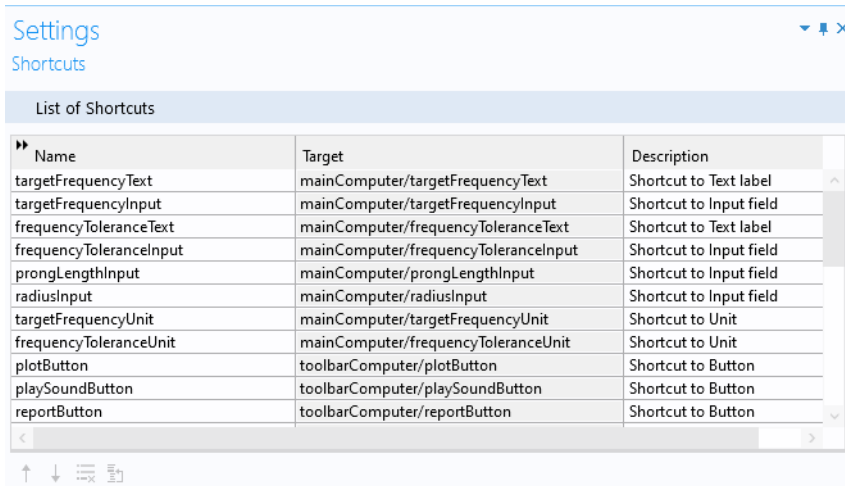 Settings
Shortcuts
List of Shortcuts
Name Target Description
targetFrequencyText mainComputer/targetFrequencyText Shortcut to Text label
targetFrequencyInput mainComputer/targetFrequencyInput Shortcut to Input field
frequencyToleranceText mainComputer/frequencyToleranceText Shortcut to Text label
frequencyToleranceInput mainComputer/frequencyToleranceInput Shortcut to Input field
prongLengthInput mainComputer/prongLengthInput Shortcut to Input field
radiusInput mainComputer/radiusInput Shortcut to Input field
targetFrequencyUnit mainComputer/targetFrequencyUnit Shortcut to Unit
frequencyToleranceUnit mainComputer/frequencyToleranceUnit Shortcut to Unit
plotButton toolbarComputer/plotButton Shortcut to Button
playSoundButton toolbarComputer/playSoundButton Shortcut to Button
reportButton toolbarComputer/reportButton Shortcut to Button